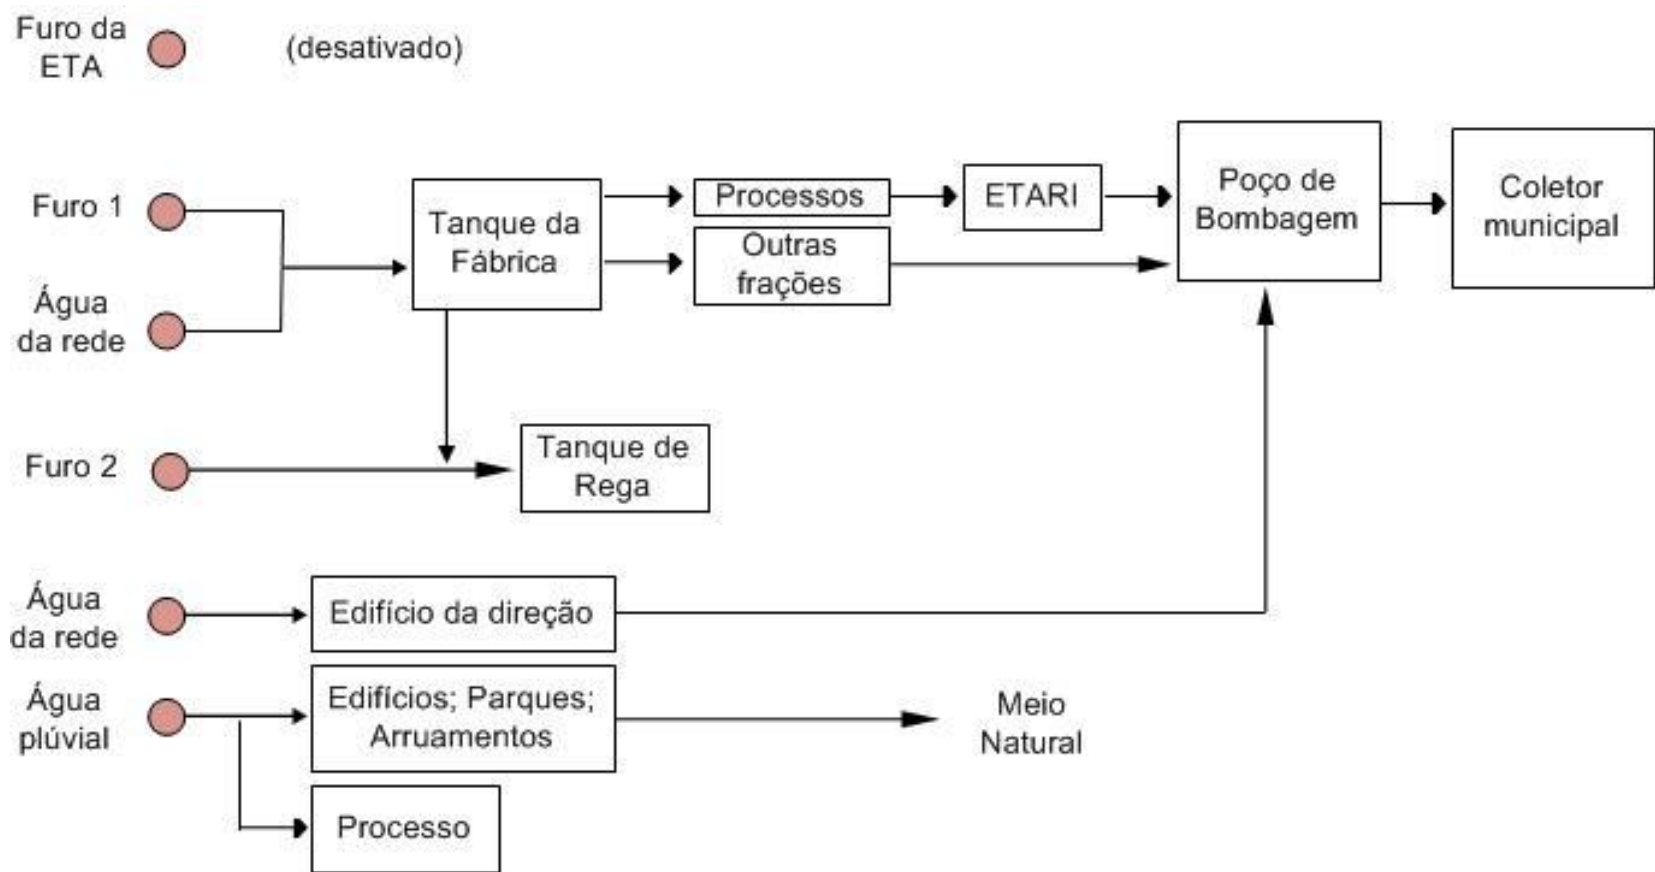 Furo da
ETA
(desativado)
Furo 1
Água
da rede
Tanque da
Fábrica
Processos
Outras
frações
ETARI
Poço de
Bombagem
Coletor
municipal
Furo 2
Tanque de
Rega
Água
da rede
Edifício da direção
Água
plúvial
Edifícios; Parques;
Arruamentos
Meio
Natural
Processo